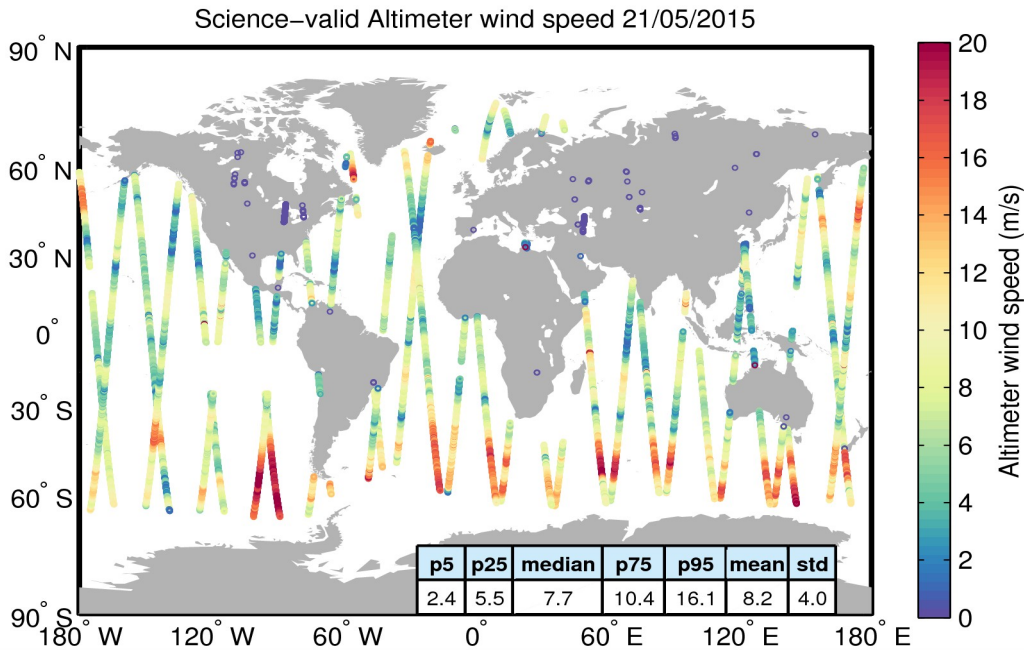 Science−valid Altimeter wind speed 21/05/2015
90° N
60° N
30° N
0°
30° S
60° S
90° S
180° W
120° W
60° W
0°
60° E
120° E
180° E
p5 p25 median p75 p95 mean std
2.4 5.5 7.7 10.4 16.1 8.2 4.0
20
18
16
14
12
10
8
6
4
2
0
Altimeter wind speed (m/s)